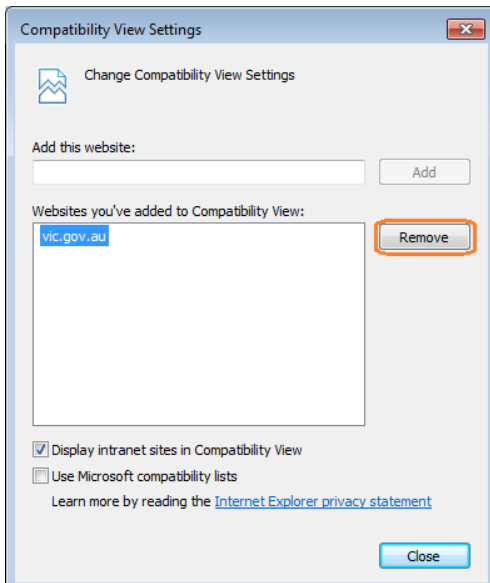 Compatibility View Settings
Change Compatibility View Settings
Add this website:
Add
Websites you've added to Compatibility View:
vic.gov.au
Remove
Display intranet sites in Compatibility View
Use Microsoft compatibility lists
Learn more by reading the Internet Explorer privacy statement
Close